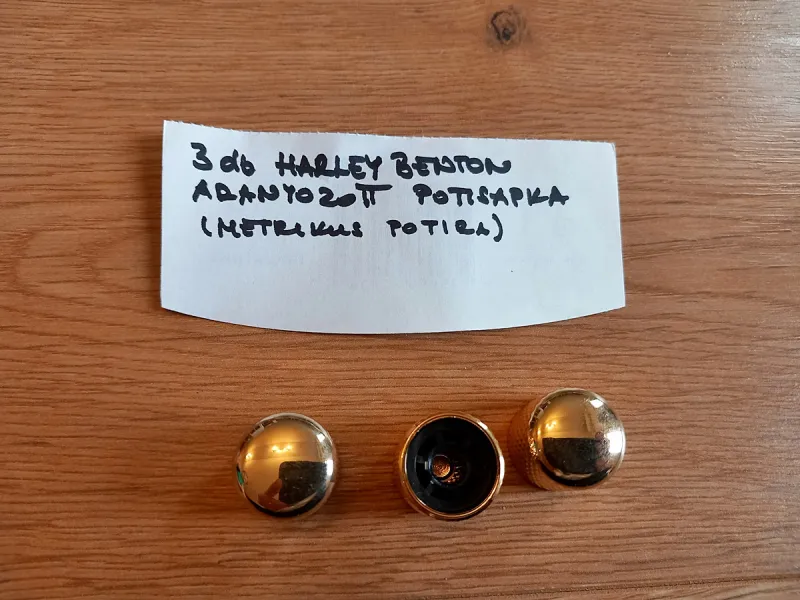 3 db HARLEY BENTON
ARANYOZOTT POTISAPKA
(METRIKUS POTIRA)